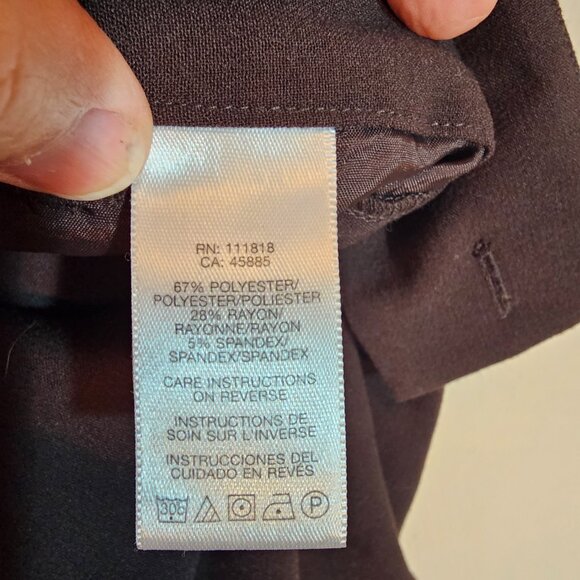 RN: 111818
CA: 45885
67% POLYESTER/
POLYESTER/POLIESTER
28% RAYON/
RAYONNE/RAYON
5% SPANDEX/
SPANDEX/SPANDEX
CARE INSTRUCTIONS
ON REVERSE
INSTRUCTIONS DE
SOIN SUR L'INVERSE
INSTRUCCIONES DEL
CUIDADO EN REVÉS
P